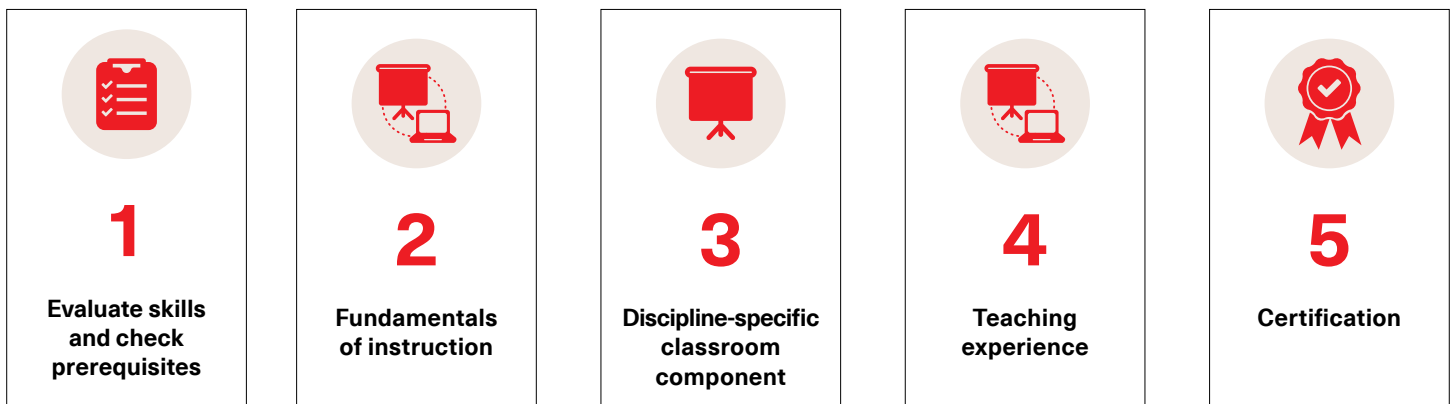 1
Evaluate skills
and check
prerequisites
2
Fundamentals
of instruction
3
Discipline-specific
classroom
component
4
Teaching
experience
5
Certification